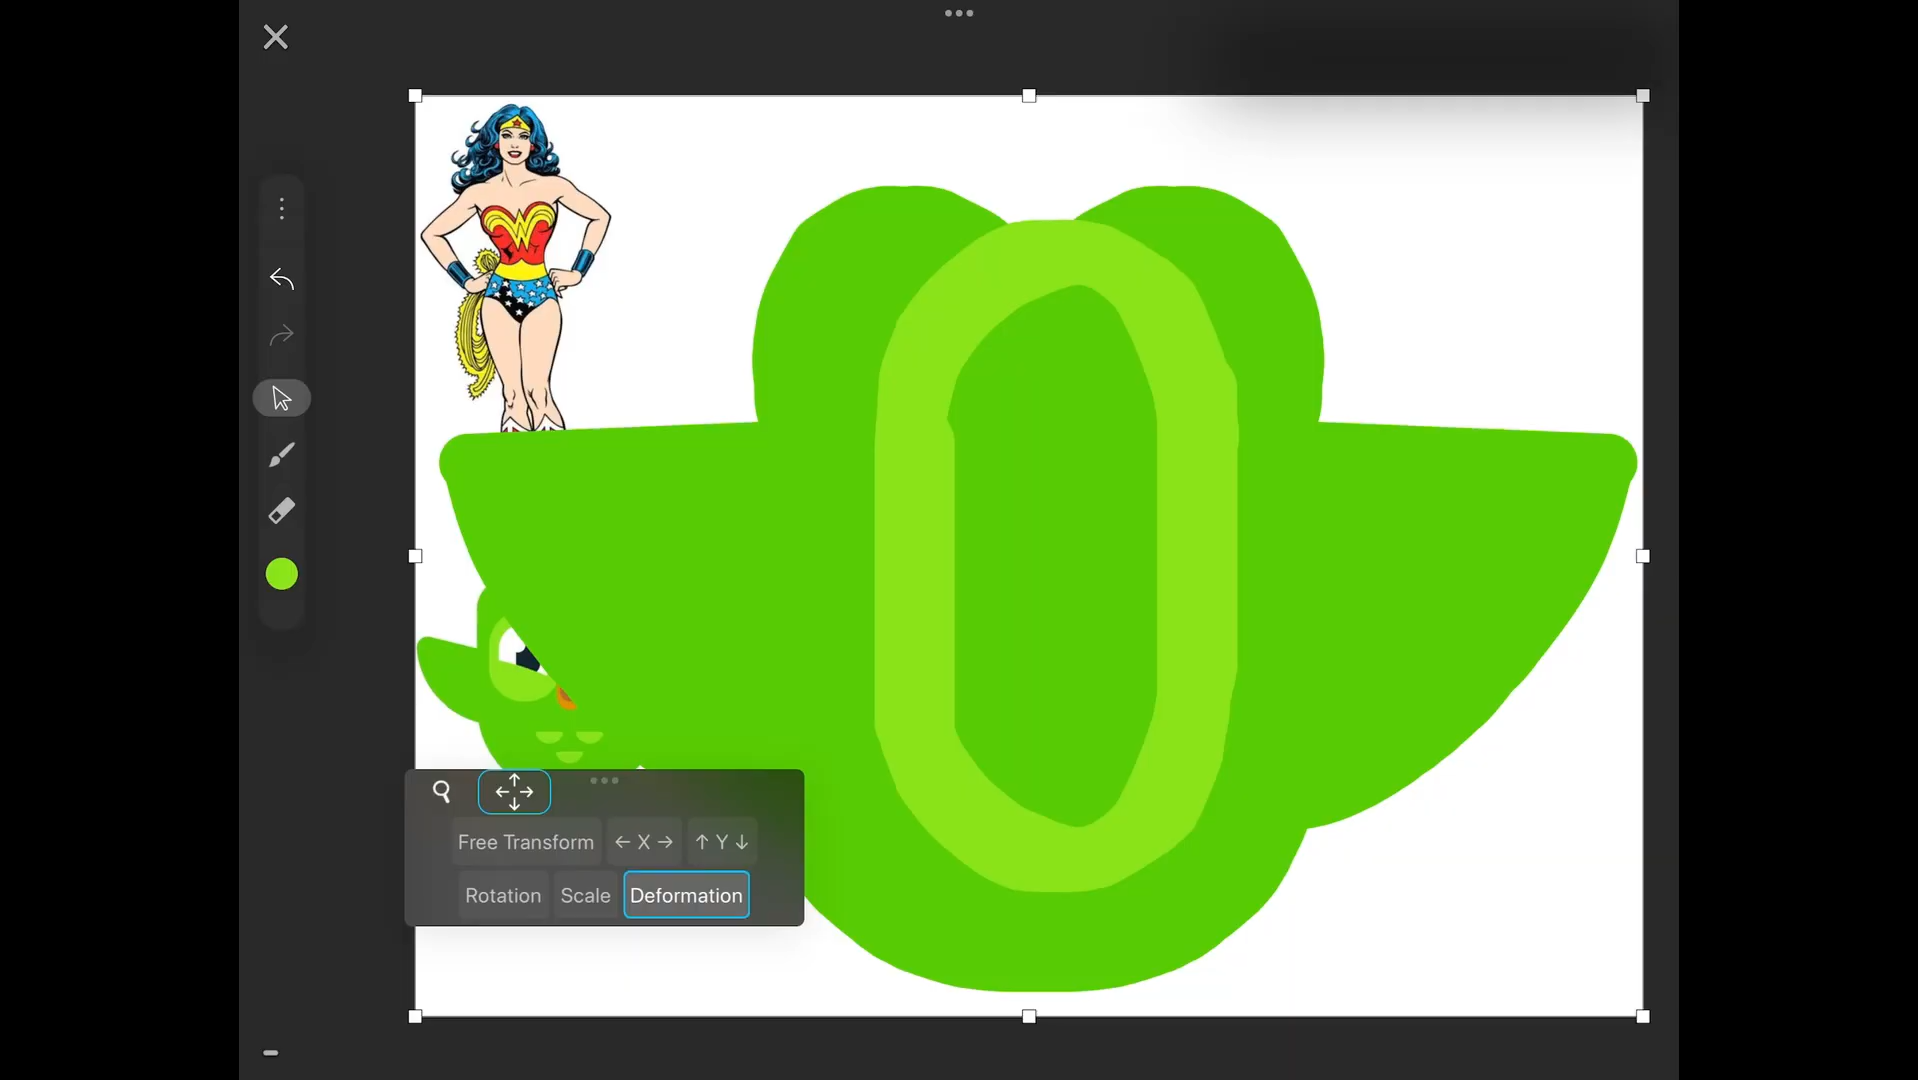 Free Transform
← X →
↑ Y ↓
Rotation
Scale
Deformation